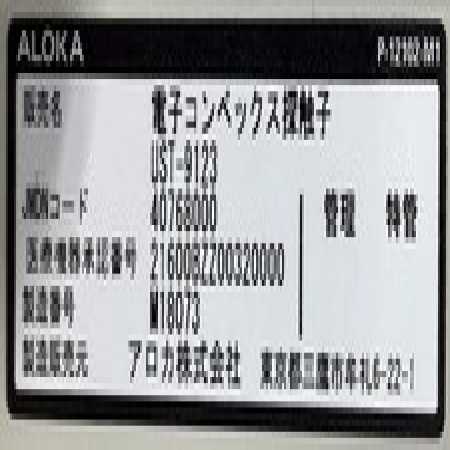 ALOKA P-12102-M1
販売名 電子コンベックス探触子
UST-9123
JMDNコード 40768000
管理 特管
医療機器承認番号 21600BZZ00320000
製造番号 M18073
製造販売元 アロカ株式会社 東京都三鷹市牟礼6-22-1